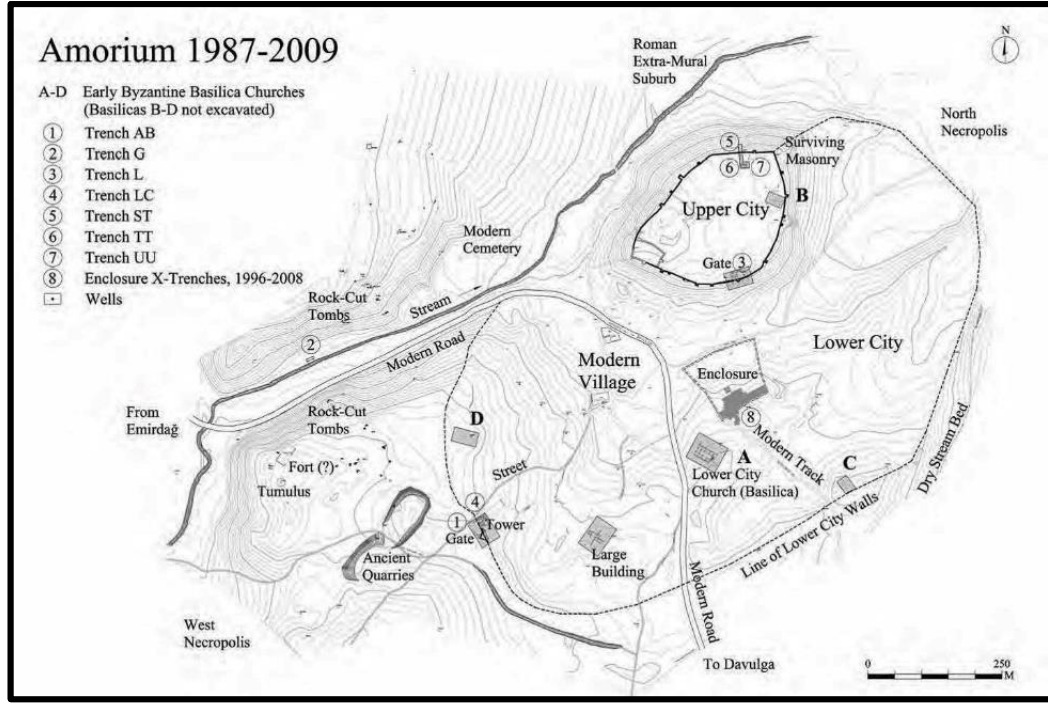 Amorium 1987-2009
A-D Early Byzantine Basilica Churches
(Basilicas B-D not excavated)
1 Trench AB
2 Trench G
3 Trench L
4 Trench LC
5 Trench ST
6 Trench TT
7 Trench UU
8 Enclosure X-Trenches, 1996-2008
Wells
N
Roman
Extra-Mural
Suburb
North
Necropolis
Surviving
Masonry
5
6
7
Upper City
B
Gate
3
Modern
Cemetery
Rock-Cut
Tombs
Stream
2
Modern Road
Modern
Village
Lower City
Enclosure
8
Modern Track
From
Emirdağ
Rock-Cut
Tombs
D
Fort (?)
Tumulus
Street
A
Lower City
Church (Basilica)
C
Dry Stream Bed
4
1
Tower
Gate
Ancient
Quarries
Large
Building
Line of Lower City Walls
Modern Road
West
Necropolis
To Davulga
0
250
M